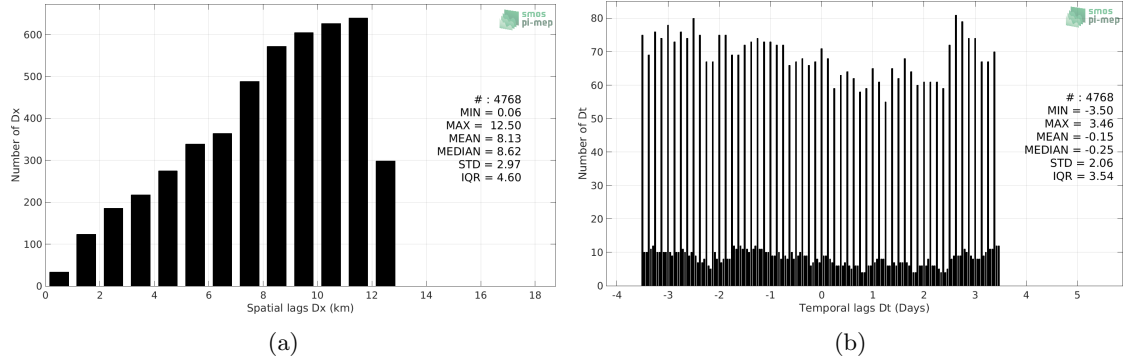 smos
pi-mep
600
500
400
300
200
100
0
Number of Dx
# : 4768
MIN = 0.06
MAX = 12.50
MEAN = 8.13
MEDIAN = 8.62
STD = 2.97
IQR = 4.60
0 2 4 6 8 10 12 14 16 18
Spatial lags Dx (km)
(a)
smos
pi-mep
80
70
60
50
40
30
20
10
0
Number of Dt
# : 4768
MIN = -3.50
MAX = 3.46
MEAN = -0.15
MEDIAN = -0.25
STD = 2.06
IQR = 3.54
-4 -3 -2 -1 0 1 2 3 4 5
Temporal lags Dt (Days)
(b)